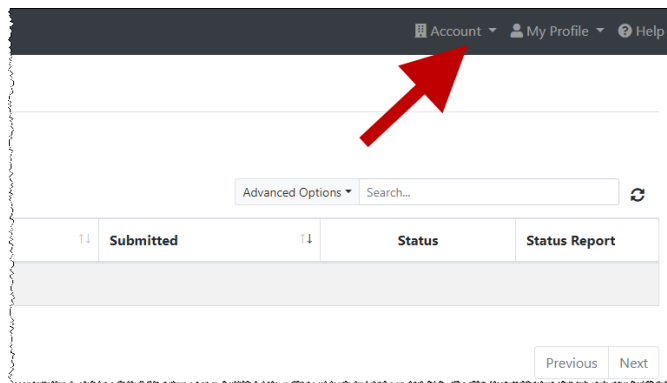 Account My Profile Help
Advanced Options Search...
Submitted Status Status Report
Previous Next